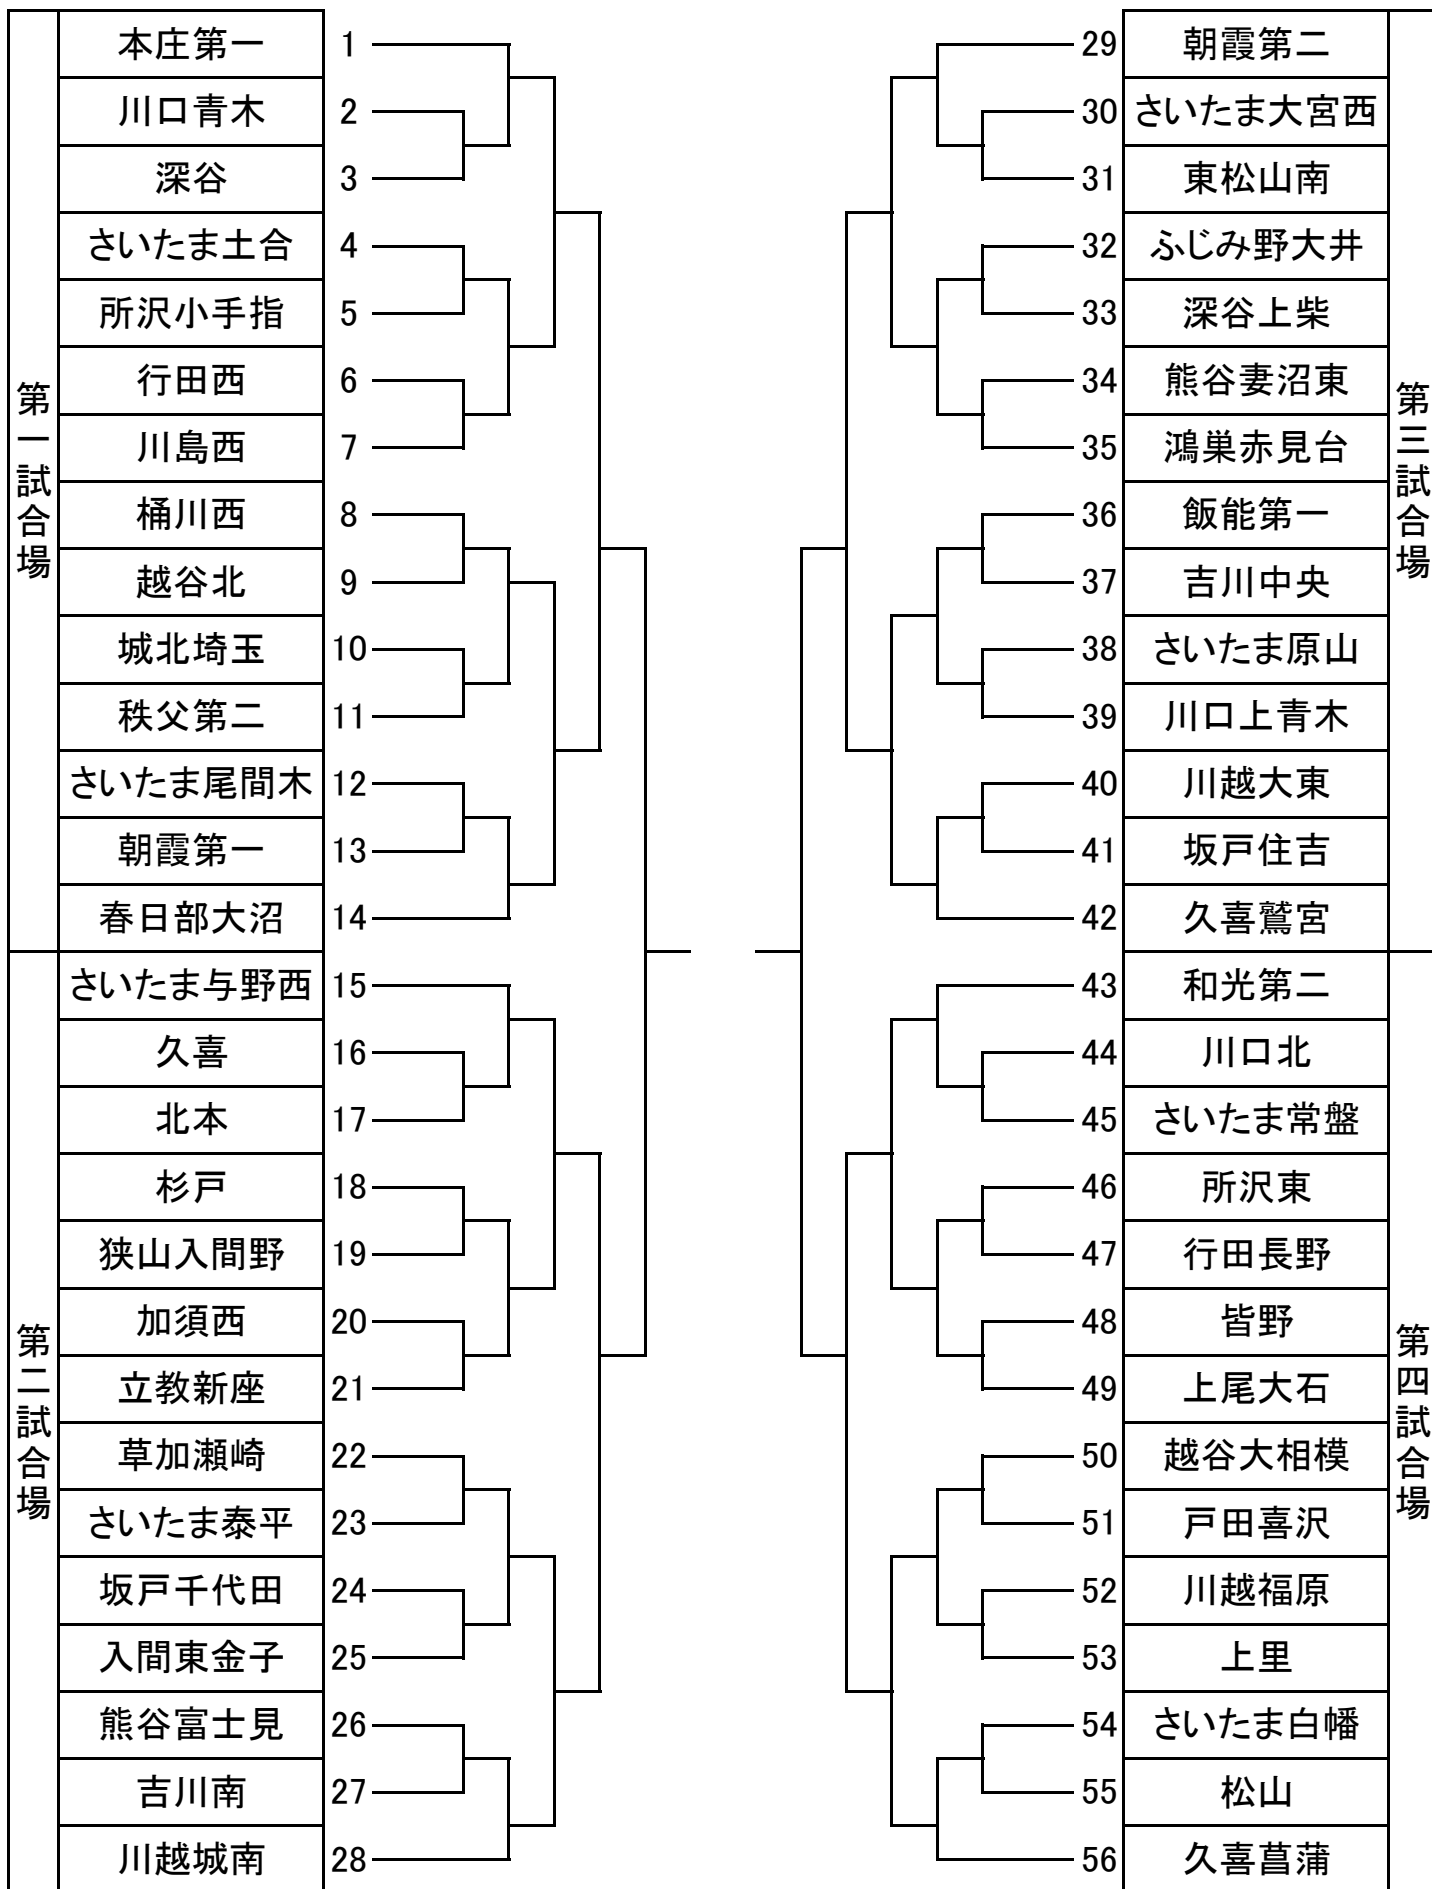 第一試合場
本庄第一 1
川口青木 2
深谷 3
さいたま土合 4
所沢小手指 5
行田西 6
川島西 7
桶川西 8
越谷北 9
城北埼玉 10
秩父第二 11
さいたま尾間木 12
朝霞第一 13
春日部大沼 14
第二試合場
さいたま与野西 15
久喜 16
北本 17
杉戸 18
狭山入間野 19
加須西 20
立教新座 21
草加瀬崎 22
さいたま泰平 23
坂戸千代田 24
入間東金子 25
熊谷富士見 26
吉川南 27
川越城南 28
第三試合場
29 朝霞第二
30 さいたま大宮西
31 東松山南
32 ふじみ野大井
33 深谷上柴
34 熊谷妻沼東
35 鴻巣赤見台
36 飯能第一
37 吉川中央
38 さいたま原山
39 川口上青木
40 川越大東
41 坂戸住吉
42 久喜鷲宮
第四試合場
43 和光第二
44 川口北
45 さいたま常盤
46 所沢東
47 行田長野
48 皆野
49 上尾大石
50 越谷大相模
51 戸田喜沢
52 川越福原
53 上里
54 さいたま白幡
55 松山
56 久喜菖蒲